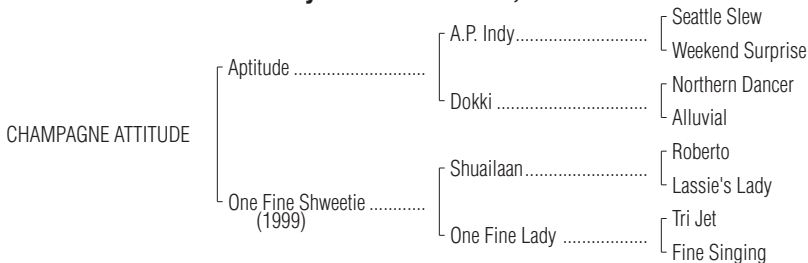 Seattle Slew
A.P. Indy..............................
Weekend Surprise
Aptitude ...........................
Northern Dancer
Dokki ..................................
Alluvial
CHAMPAGNE ATTITUDE
Roberto
Shuailaan............................
Lassie's Lady
One Fine Shweetie ............
(1999)
Tri Jet
One Fine Lady ....................
Fine Singing